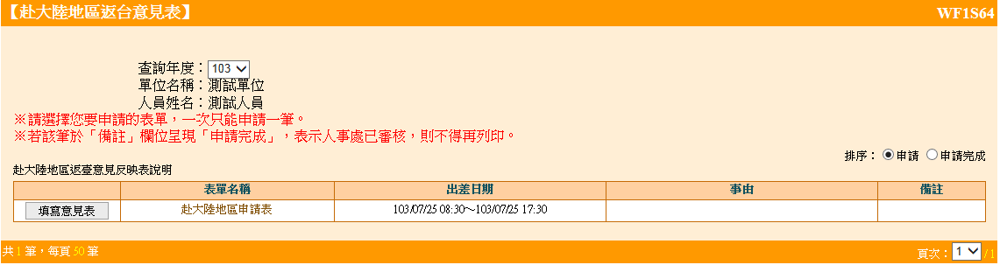 【赴大陸地區返台意見表】 WF1S64
查詢年度：103
單位名稱：測試單位
人員姓名：測試人員
※請選擇您要申請的表單，一次只能申請一筆。
※若該筆於「備註」欄位呈現「申請完成」，表示人事處已審核，則不得再列印。
排序： 申請 申請完成
赴大陸地區返臺意見反映表說明
表單名稱 出差日期 事由 備註
填寫意見表 赴大陸地區申請表 103/07/25 08:30～103/07/25 17:30
共 1 筆，每頁 50 筆 頁次：1 / 1